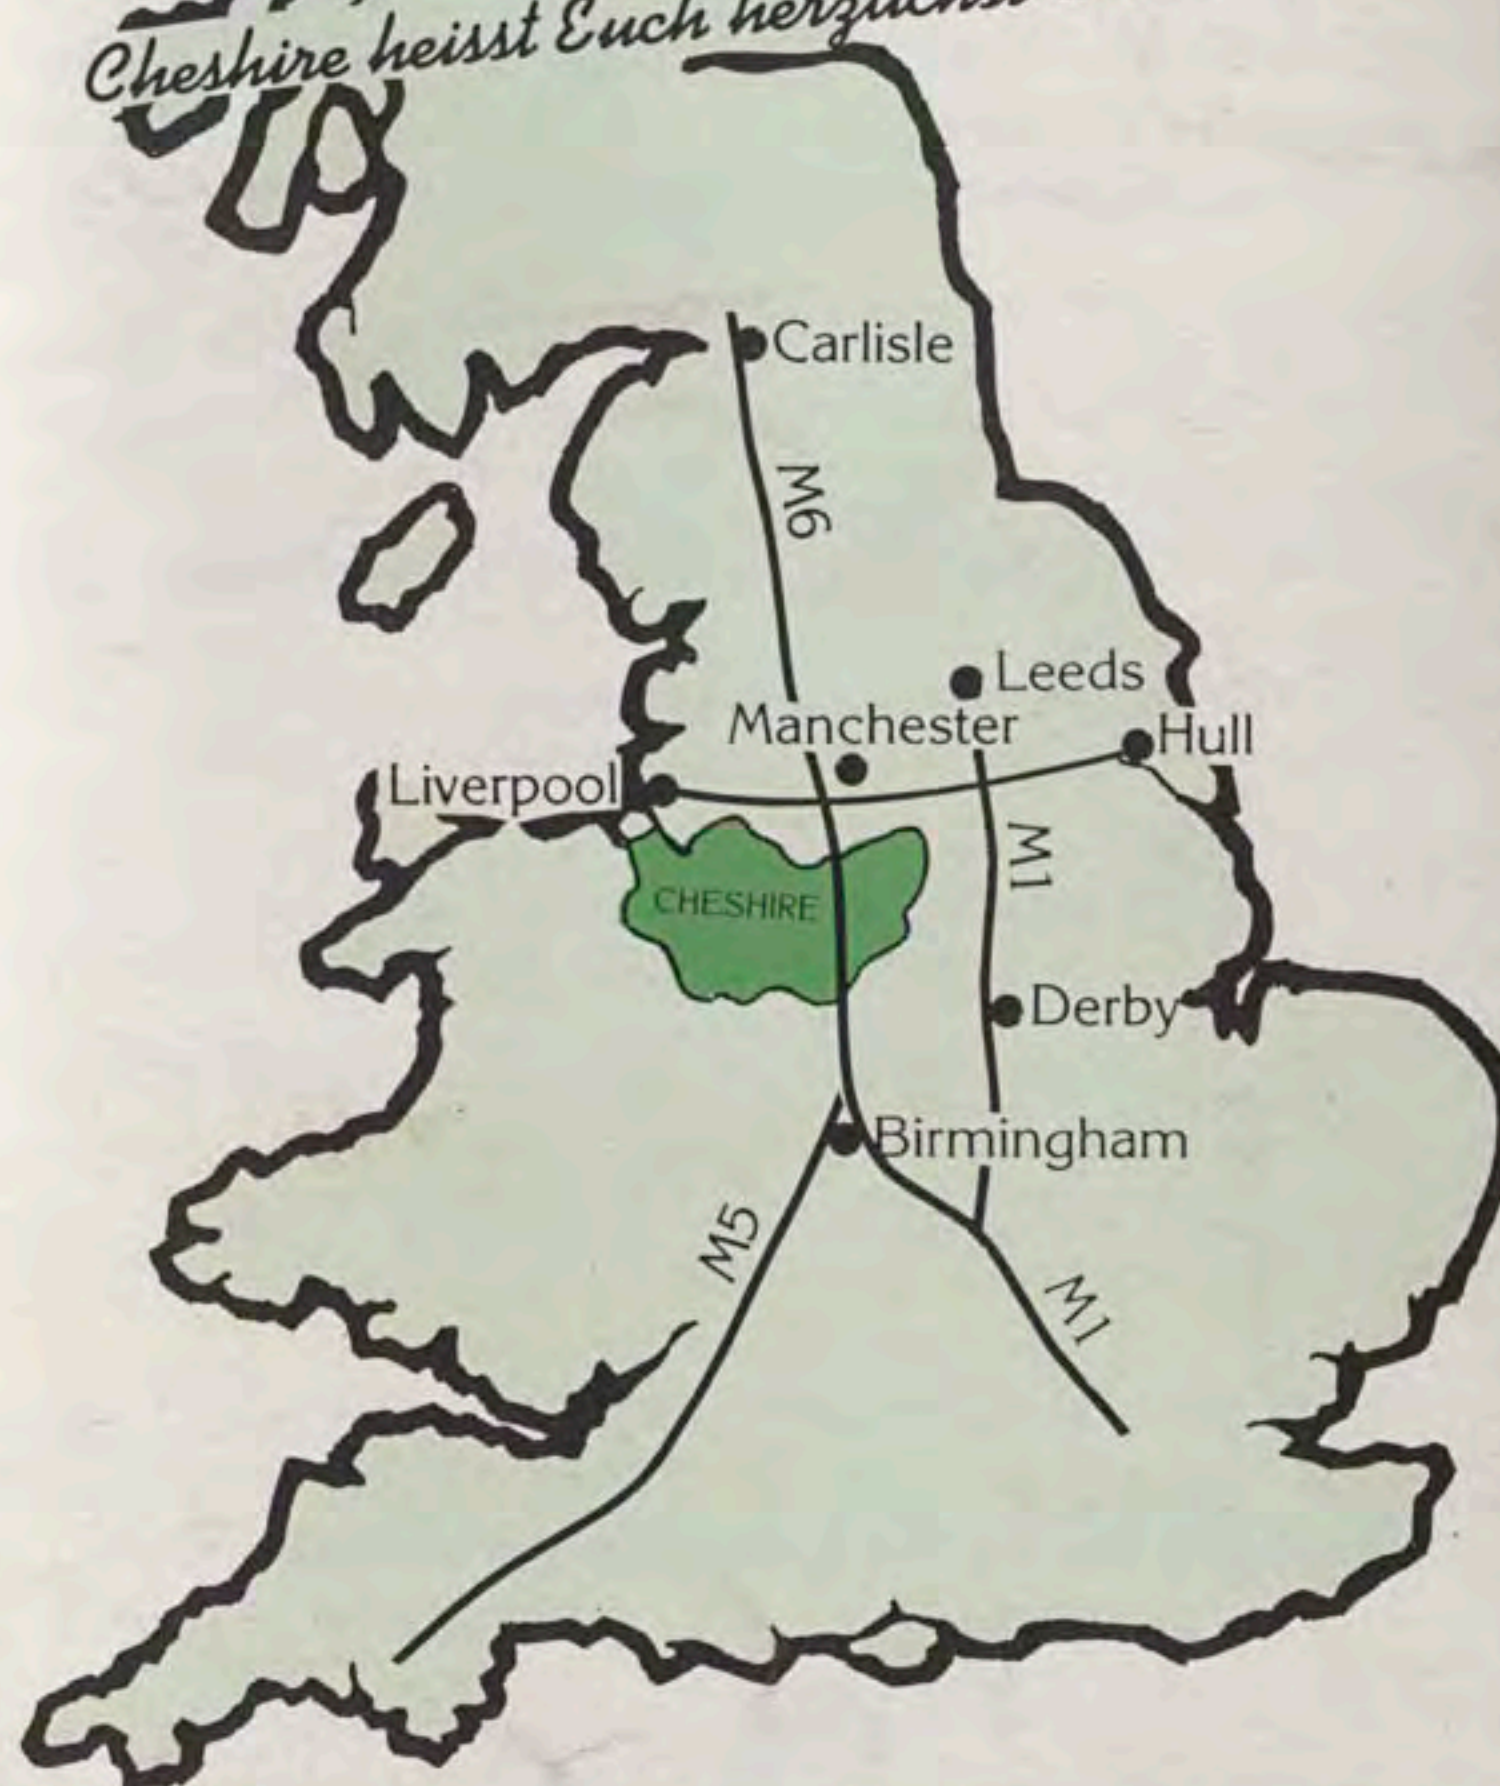 Cheshire heisst Euch
Carlisle
M6
Leeds
Manchester
Hull
Liverpool
M1
CHESHIRE
Derby
Birmingham
M5
M1